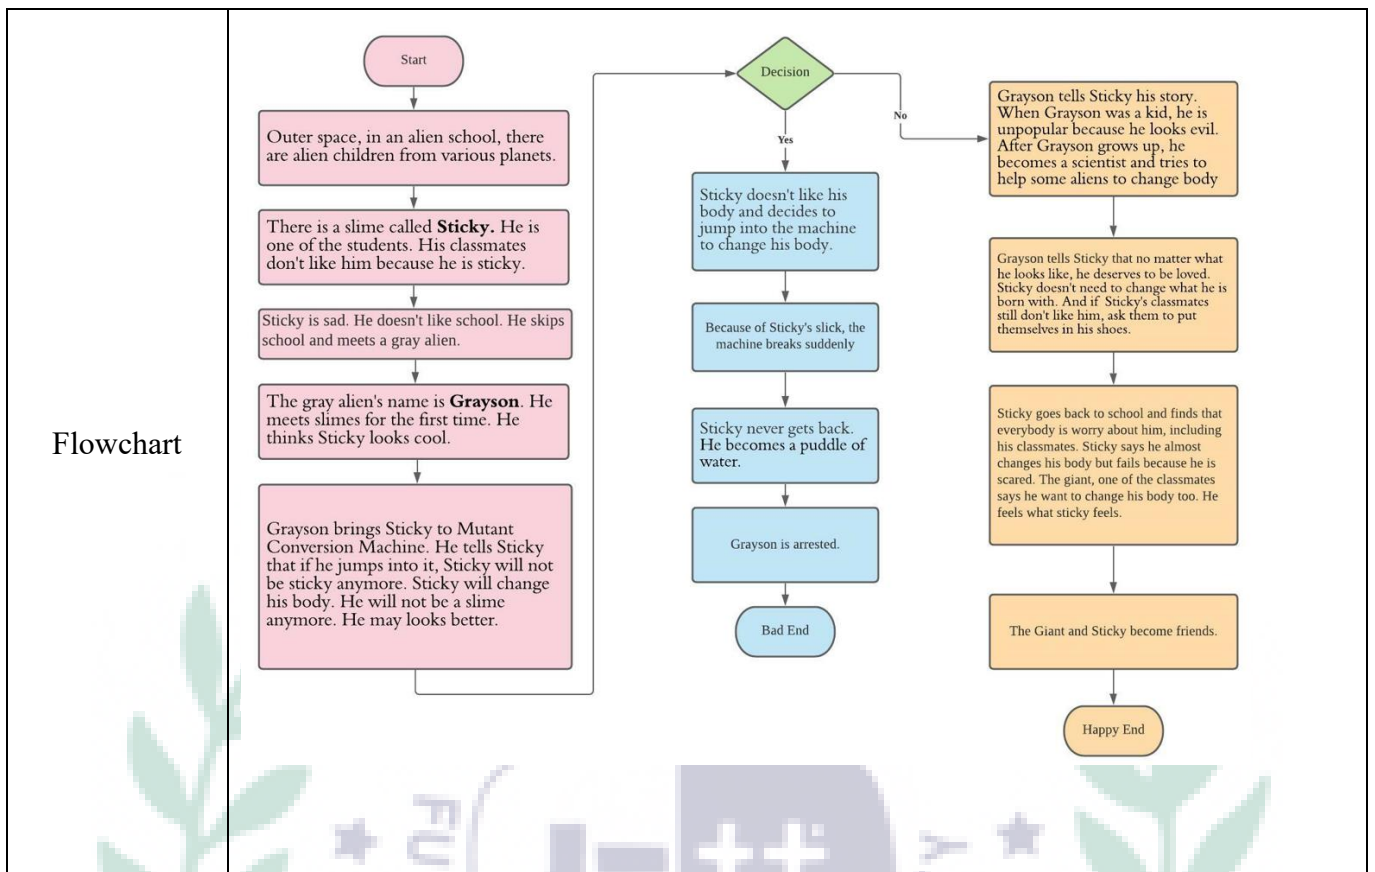 Flowchart
Start
Outer space, in an alien school, there
are alien children from various planets.
There is a slime called Sticky. He is
one of the students. His classmates
don't like him because he is sticky.
Sticky is sad. He doesn't like school. He skips
school and meets a gray alien.
The gray alien's name is Grayson. He
meets slimes for the first time. He
thinks Sticky looks cool.
Grayson brings Sticky to Mutant
Conversion Machine. He tells Sticky
that if he jumps into it, Sticky will not
be sticky anymore. Sticky will change
his body. He will not be a slime
anymore. He may looks better.
Decision
Yes
No
Sticky doesn't like his
body and decides to
jump into the machine
to change his body.
Because of Sticky's slick, the
machine breaks suddenly
Sticky never gets back.
He becomes a puddle of
water.
Grayson is arrested.
Bad End
Grayson tells Sticky his story.
When Grayson was a kid, he is
unpopular because he looks evil.
After Grayson grows up, he
becomes a scientist and tries to
help some aliens to change body
Grayson tells Sticky that no matter what
he looks like, he deserves to be loved.
Sticky doesn't need to change what he is
born with. And if Sticky's classmates
still don't like him, ask them to put
themselves in his shoes.
Sticky goes back to school and finds that
everybody is worry about him, including
his classmates. Sticky says he almost
changes his body but fails because he is
scared. The giant, one of the classmates
says he want to change his body too. He
feels what sticky feels.
The Giant and Sticky become friends.
Happy End
FU